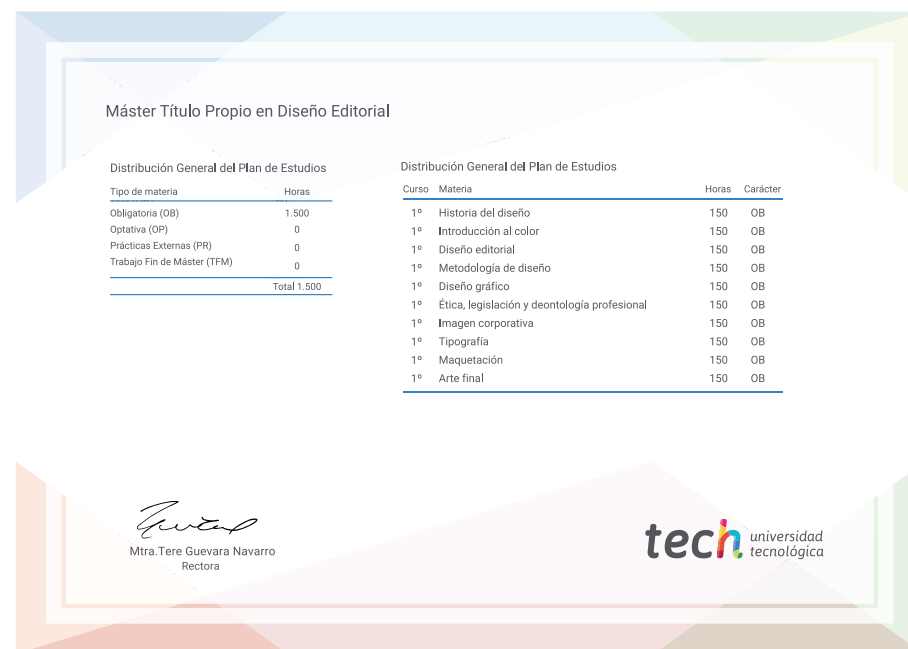 Máster Título Propio en Diseño Editorial
Distribución General del Plan de Estudios
Tipo de materia Horas
Obligatoria (OB) 1.500
Optativa (OP) 0
Prácticas Externas (PR) 0
Trabajo Fin de Máster (TFM) 0
Total 1.500
Distribución General del Plan de Estudios
Curso Materia Horas Carácter
1º Historia del diseño 150 OB
1º Introducción al color 150 OB
1º Diseño editorial 150 OB
1º Metodología de diseño 150 OB
1º Diseño gráfico 150 OB
1º Ética, legislación y deontología profesional 150 OB
1º Imagen corporativa 150 OB
1º Tipografía 150 OB
1º Maquetación 150 OB
1º Arte final 150 OB
Mtra.Tere Guevara Navarro
Rectora
tech universidad
tecnológica